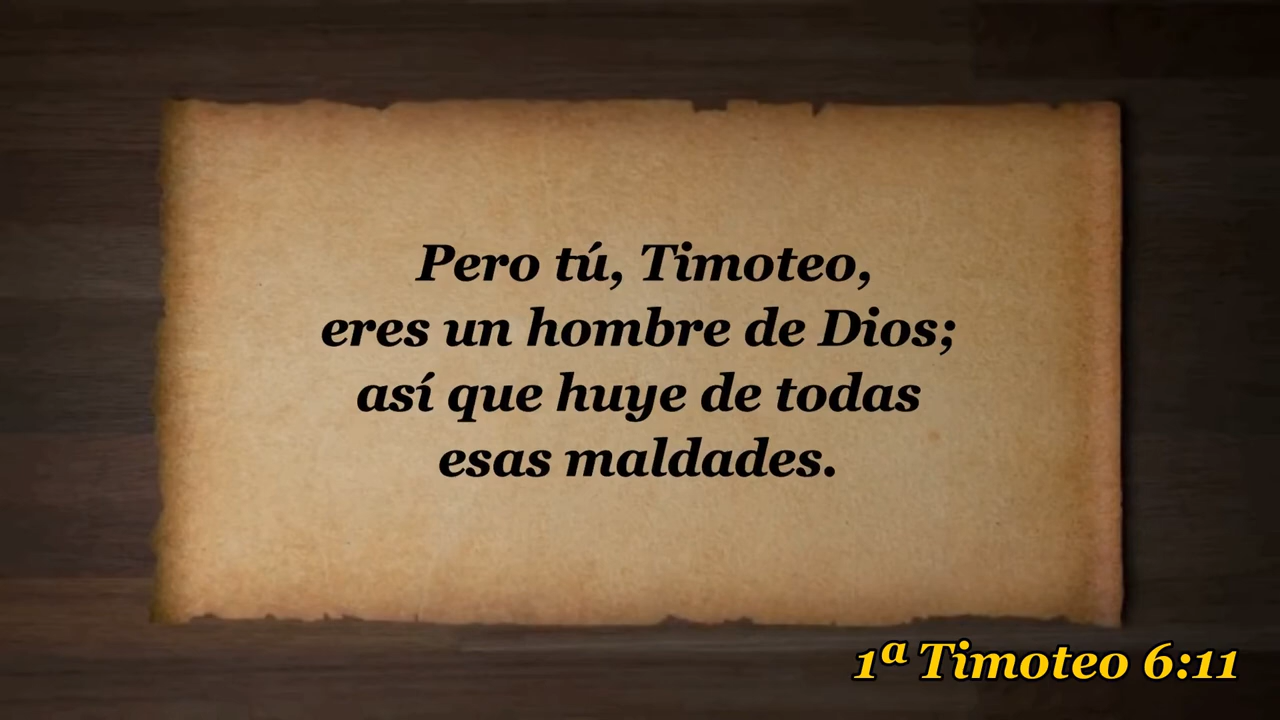 Pero tú, Timoteo,
eres un hombre de Dios;
así que huye de todas
esas maldades.
1ª Timoteo 6:11